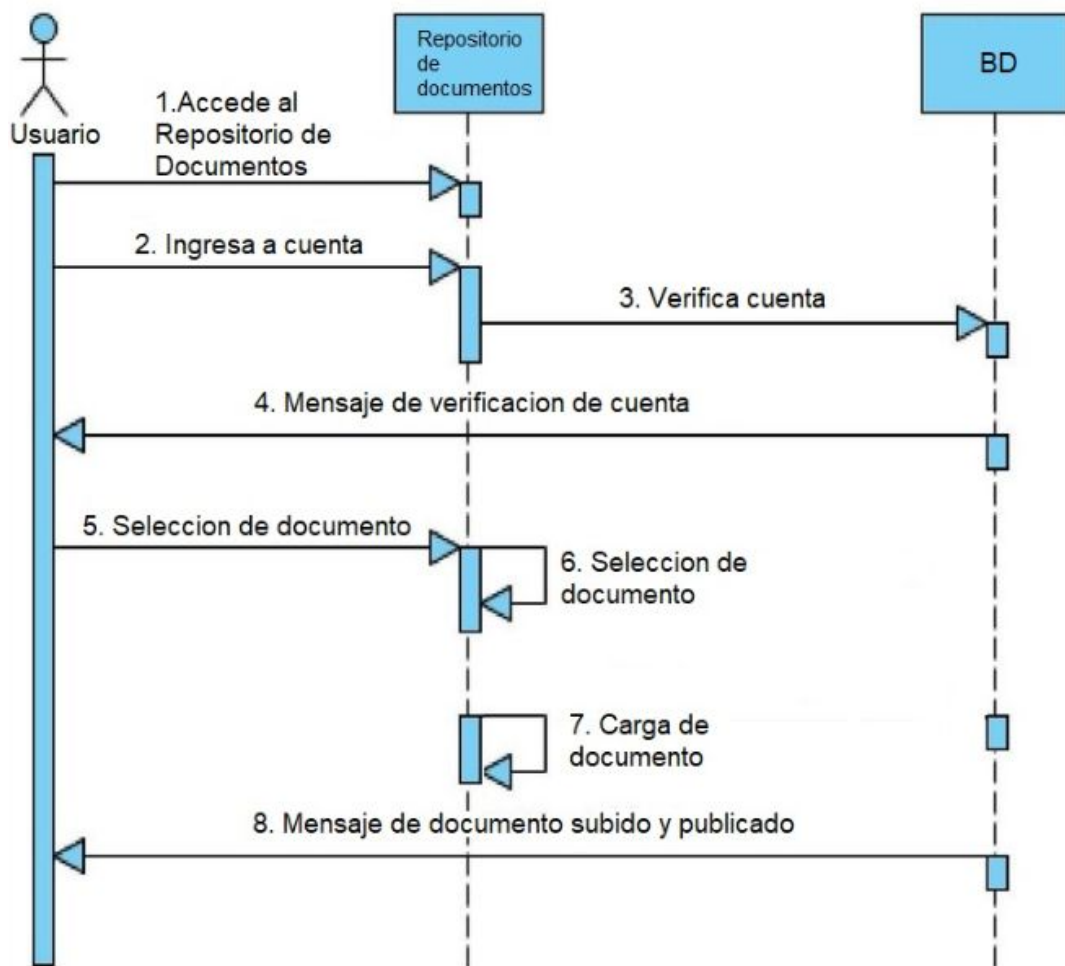 Repositorio
de
documentos
BD
Usuario
1.Accede al
Repositorio de
Documentos
2. Ingresa a cuenta
3. Verifica cuenta
4. Mensaje de verificacion de cuenta
5. Seleccion de documento
6. Seleccion de
documento
7. Carga de
documento
8. Mensaje de documento subido y publicado